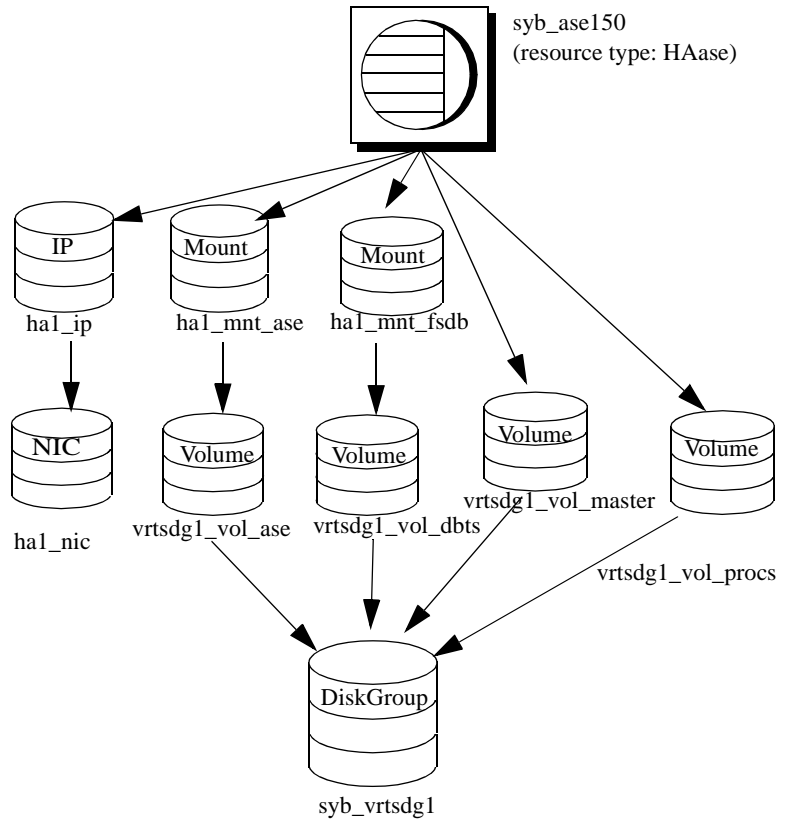 syb_ase150
(resource type: HAase)
IP
Mount
Mount
ha1_ip
ha1_mnt_ase
ha1_mnt_fsdb
NIC
Volume
Volume
Volume
Volume
ha1_nic
vrtsdg1_vol_ase
vrtsdg1_vol_dbts
vrtsdg1_vol_master
vrtsdg1_vol_procs
DiskGroup
syb_vrtsdg1